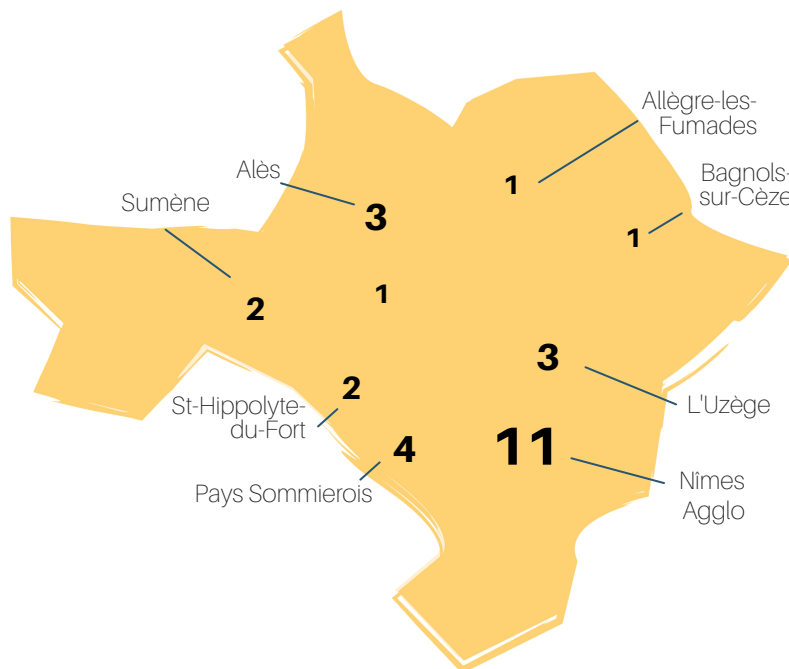 Allègre-les-
Fumades
Alès
1
Bagnols-
sur-Cèze
Sumène
3
1
1
2
3
2
St-Hippolyte-
du-Fort
L'Uzège
4
11
Pays Sommierois
Nîmes
Agglo